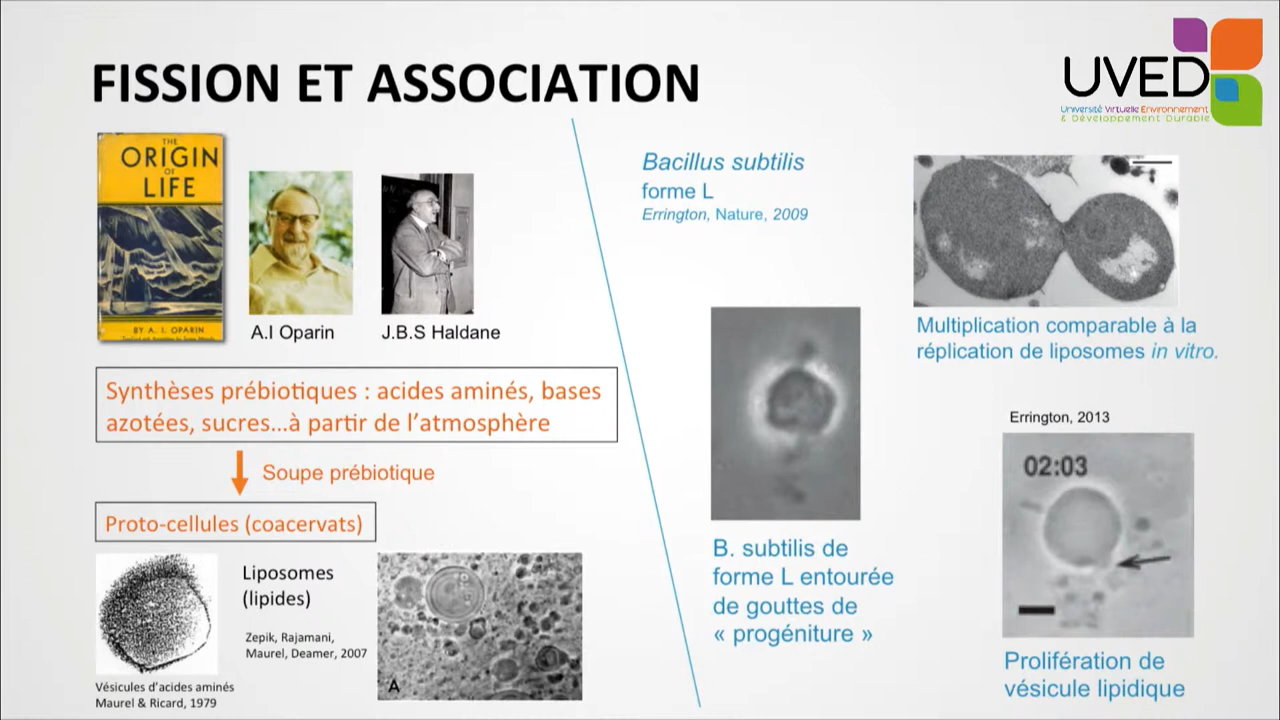 FISSION ET ASSOCIATION
UVED
Université Virtuelle Environnement
& Développement Durable
THE
ORIGIN
OF
LIFE
BY A. I. OPARIN
A.I Oparin
J.B.S Haldane
Synthèses prébiotiques : acides aminés, bases
azotées, sucres...à partir de l’atmosphère
Soupe prébiotique
Proto-cellules (coacervats)
Liposomes
(lipides)
Zepik, Rajamani,
Maurel, Deamer, 2007
Vésicules d’acides aminés
Maurel & Ricard, 1979
A
Bacillus subtilis
forme L
Errington, Nature, 2009
Multiplication comparable à la
réplication de liposomes in vitro.
B. subtilis de
forme L entourée
de gouttes de
« progéniture »
Errington, 2013
02:03
Prolifération de
vésicule lipidique